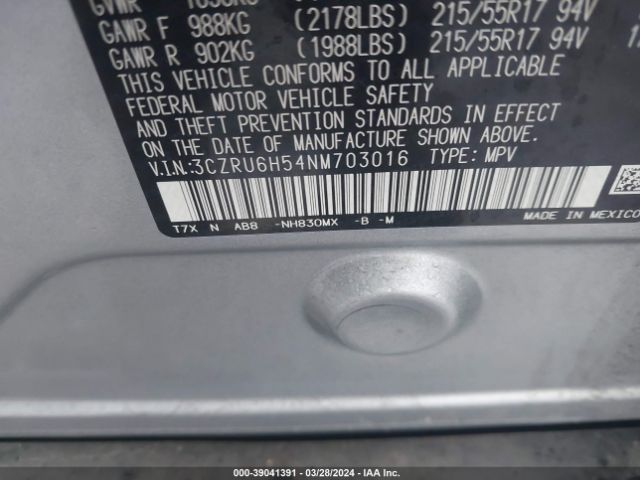 GAWR F 988KG (2178LBS) 215/55R17 94V
GAWR R 902KG (1988LBS) 215/55R17 94V
THIS VEHICLE CONFORMS TO ALL APPLICABLE
FEDERAL MOTOR VEHICLE SAFETY
AND THEFT PREVENTION STANDARDS IN EFFECT
ON THE DATE OF MANUFACTURE SHOWN ABOVE.
V.I.N:3CZRU6H54NM703016 TYPE: MPV
T7X N AB8 -NH830MX -B -M
MADE IN MEXICO
000-39041391 - 03/28/2024 - IAA Inc.